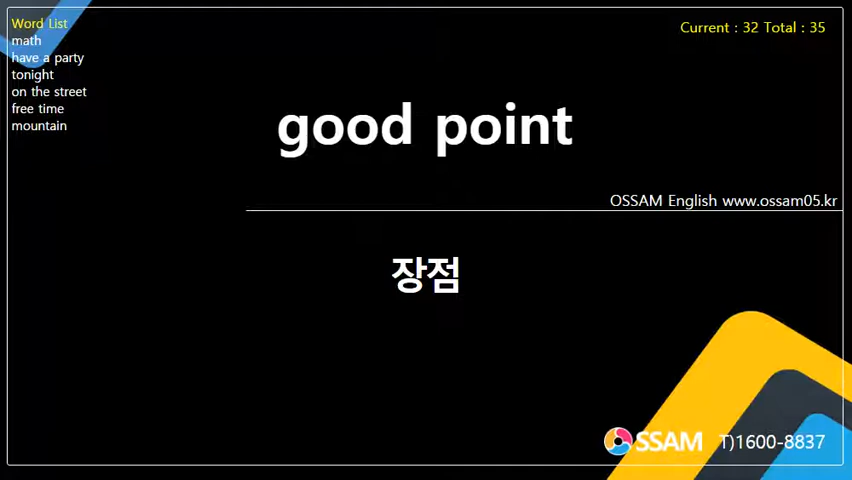 Word List
math
have a party
tonight
on the street
free time
mountain
Current : 32 Total : 35
good point
OSSAM English www.ossam05.kr
장점
OSSAM T)1600-8837